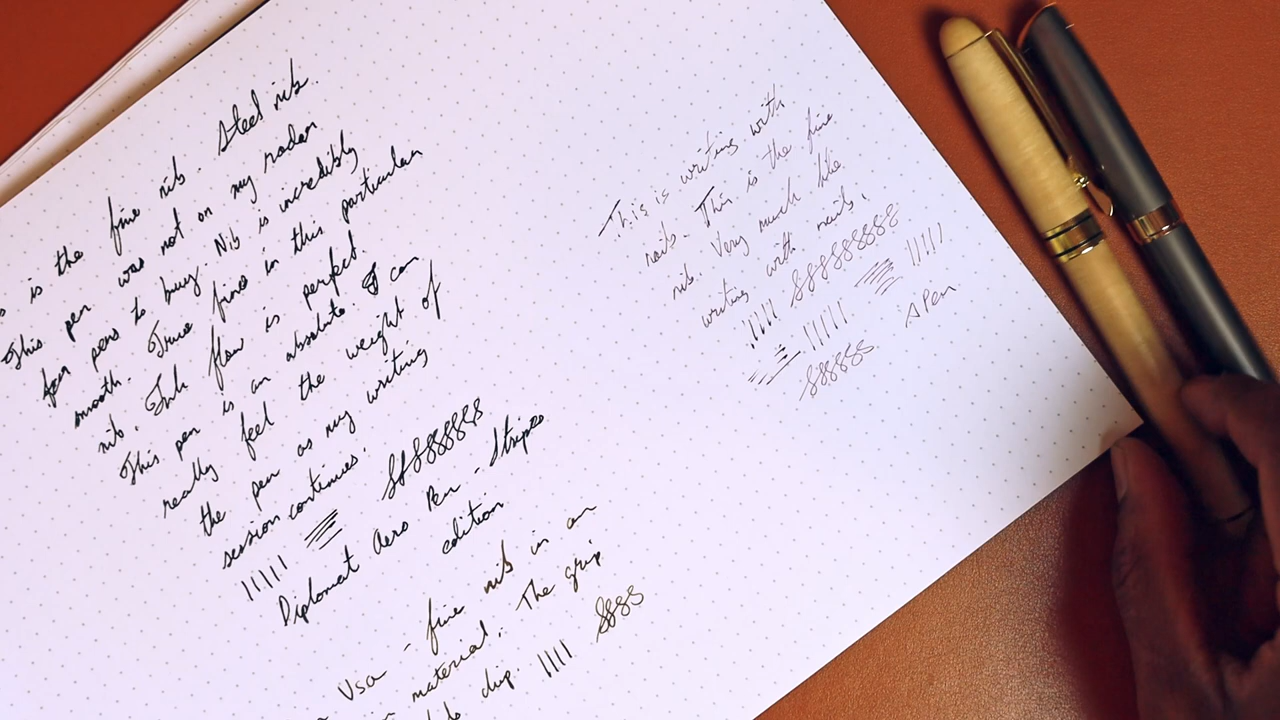 is the fine nib. Steel nib
This pen was not on my radar
for pens to buy. Nib is incredibly
smooth. True fine in this particular
nib. Ink flow is perfect.
This pen is an absolute. I can
really feel the weight of
the pen as my writing
session continues.
Diplomat Aero Pen - Stripes
edition
Usa - fine nib in an
material. The grip
chip.
This is writing with
nails. This is the fine
nib. Very much like
writing with nails.
A Pen